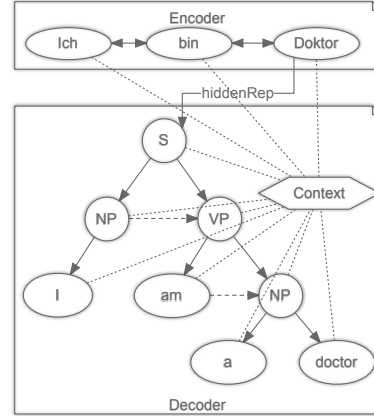 Encoder
Ich bin Doktor
hiddenRep
S
Context
NP VP
I am NP
a doctor
Decoder